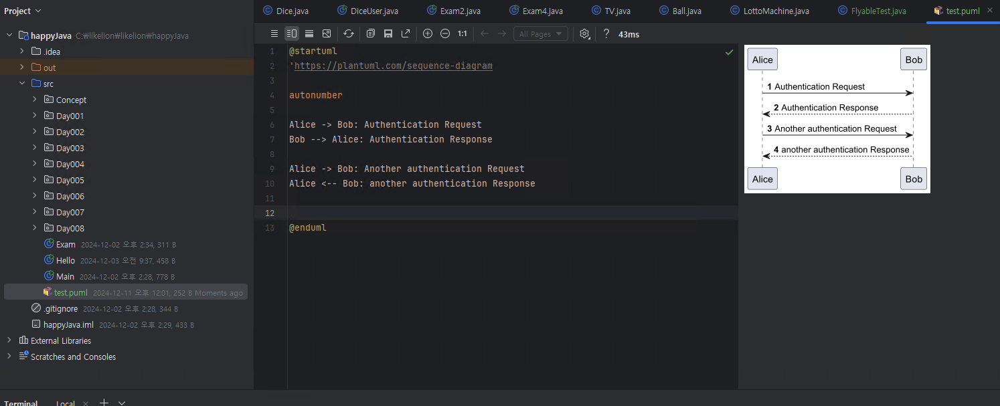 Project
Dice.java
DiceUser.java
Exam2.java
Exam4.java
TV.java
Ball.java
LottoMachine.java
FlyableTest.java
test.puml
happyJava C:₩likelion₩likelion₩happyJava
.idea
out
src
Concept
Day001
Day002
Day003
Day004
Day005
Day006
Day007
Day008
Exam 2024-12-02 오후 2:34, 311 B
Hello 2024-12-03 오전 9:37, 458 B
Main 2024-12-02 오후 2:28, 778 B
test.puml 2024-12-11 오후 12:01, 252 B Moments ago
.gitignore 2024-12-02 오후 2:28, 344 B
happyJava.iml 2024-12-02 오후 2:29, 433 B
External Libraries
Scratches and Consoles
1:1
All Pages
? 43ms
1 @startuml
2 'https://plantuml.com/sequence-diagram
3
4 autonumber
5
6 Alice -> Bob: Authentication Request
7 Bob --> Alice: Authentication Response
8
9 Alice -> Bob: Another authentication Request
10 Alice <-- Bob: another authentication Response
11
12
13 @enduml
Alice Bob
1 Authentication Request
2 Authentication Response
3 Another authentication Request
4 another authentication Response
Alice Bob
Terminal Local